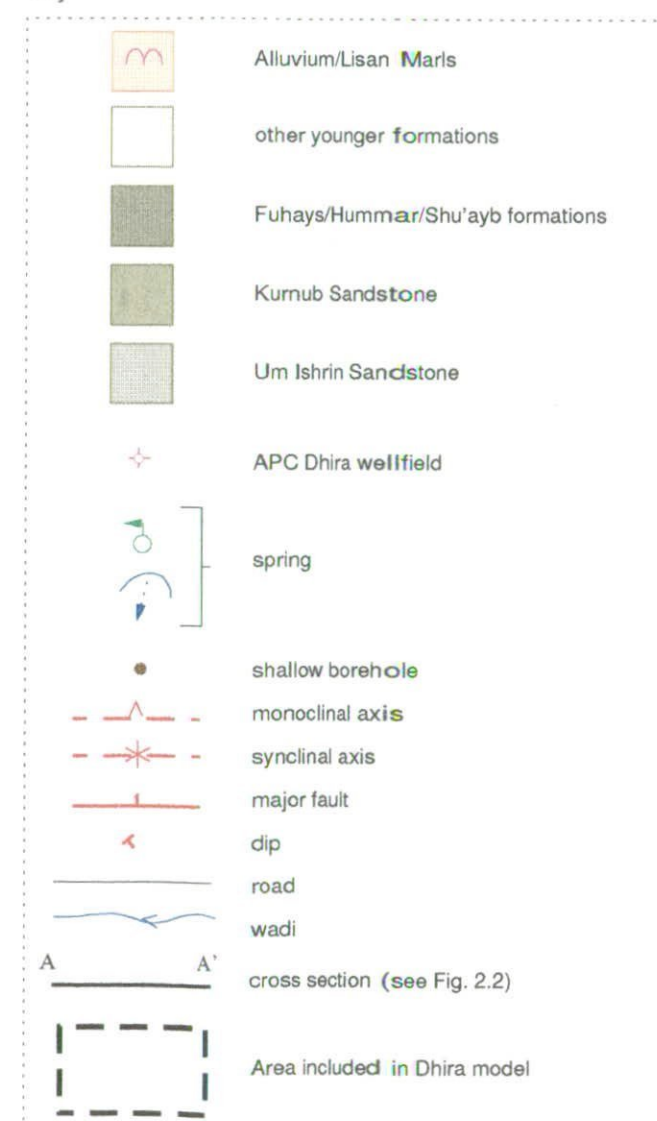 Alluvium/Lisan Marls
other younger formations
Fuhays/Hummar/Shu'ayb formations
Kurnub Sandstone
Um Ishrin Sandstone
APC Dhira wellfield
spring
shallow borehole
monoclinal axis
synclinal axis
major fault
dip
road
wadi
A A' cross section (see Fig. 2.2)
Area included in Dhira model